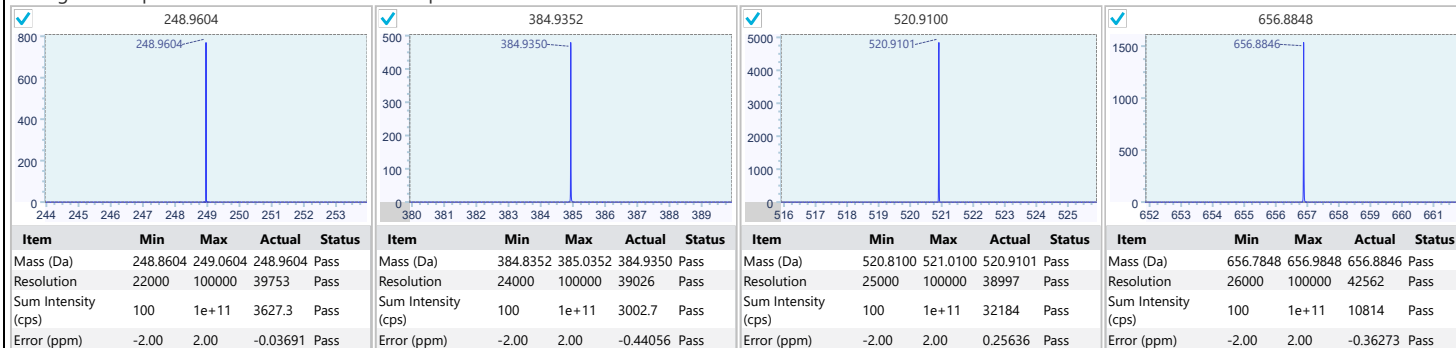 248.9604
800
600
400
200
0
248.9604
244 245 246 247 248 249 250 251 252 253
Item Min Max Actual Status
Mass (Da) 248.8604 249.0604 248.9604 Pass
Resolution 22000 100000 39753 Pass
Sum Intensity
(cps) 100 1e+11 3627.3 Pass
Error (ppm) -2.00 2.00 -0.03691 Pass
384.9352
500
400
300
200
100
0
384.9350
380 381 382 383 384 385 386 387 388 389
Item Min Max Actual Status
Mass (Da) 384.8352 385.0352 384.9350 Pass
Resolution 24000 100000 39026 Pass
Sum Intensity
(cps) 100 1e+11 3002.7 Pass
Error (ppm) -2.00 2.00 -0.44056 Pass
520.9100
5000
4000
3000
2000
1000
0
520.9101
516 517 518 519 520 521 522 523 524 525
Item Min Max Actual Status
Mass (Da) 520.8100 521.0100 520.9101 Pass
Resolution 25000 100000 38997 Pass
Sum Intensity
(cps) 100 1e+11 32184 Pass
Error (ppm) -2.00 2.00 0.25636 Pass
656.8848
1500
1000
500
0
656.8846
652 653 654 655 656 657 658 659 660 661
Item Min Max Actual Status
Mass (Da) 656.7848 656.9848 656.8846 Pass
Resolution 26000 100000 42562 Pass
Sum Intensity
(cps) 100 1e+11 10814 Pass
Error (ppm) -2.00 2.00 -0.36273 Pass